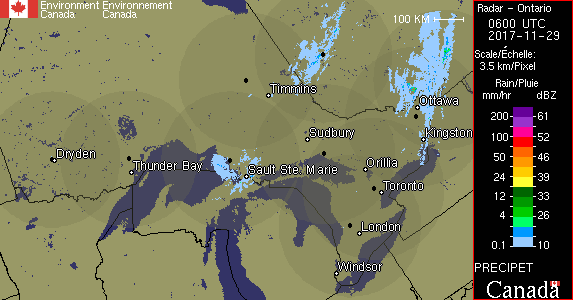 Environment Environnement
Canada Canada
100 KM
Timmins
Ottawa
Sudbury
Kingston
Dryden
Thunder Bay
Sault Ste. Marie
Orillia
Toronto
London
Windsor
Radar - Ontario
0600 UTC
2017-11-29
Scale/Échelle:
3.5 km/Pixel
Rain/Pluie
mm/hr dBZ
200 61
100 52
50 46
24 39
12 33
4 26
1 20
0.1 10
PRECIPET
Canada